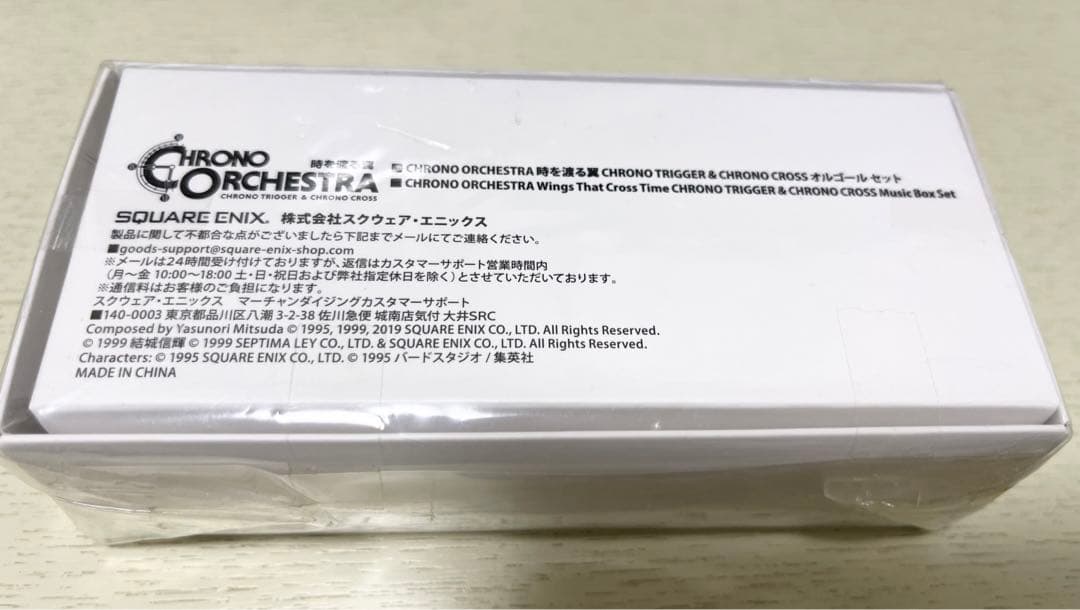 CHRONO
ORCHESTRA
時を渡る翼
CHRONO TRIGGER & CHRONO CROSS
■ CHRONO ORCHESTRA 時を渡る翼 CHRONO TRIGGER & CHRONO CROSS オルゴール セット
■ CHRONO ORCHESTRA Wings That Cross Time CHRONO TRIGGER & CHRONO CROSS Music Box Set
SQUARE ENIX. 株式会社スクウェア・エニックス
製品に関して不都合な点がございましたら下記までメールにてご連絡ください。
■goods-support@square-enix-shop.com
※メールは24時間受け付けておりますが、返信はカスタマーサポート営業時間内
(月〜金 10:00〜18:00 土・日・祝日および弊社指定休日を除く)とさせていただいております。
※通信料はお客様のご負担になります。
スクウェア・エニックス マーチャンダイジングカスタマーサポート
■140-0003 東京都品川区八潮 3-2-38 佐川急便 城南店気付 大井SRC
Composed by Yasunori Mitsuda © 1995, 1999, 2019 SQUARE ENIX CO., LTD. All Rights Reserved.
© 1999 結城信輝 © 1999 SEPTIMA LEY CO., LTD. & SQUARE ENIX CO., LTD. All Rights Reserved.
Characters: © 1995 SQUARE ENIX CO., LTD. © 1995 バードスタジオ / 集英社
MADE IN CHINA